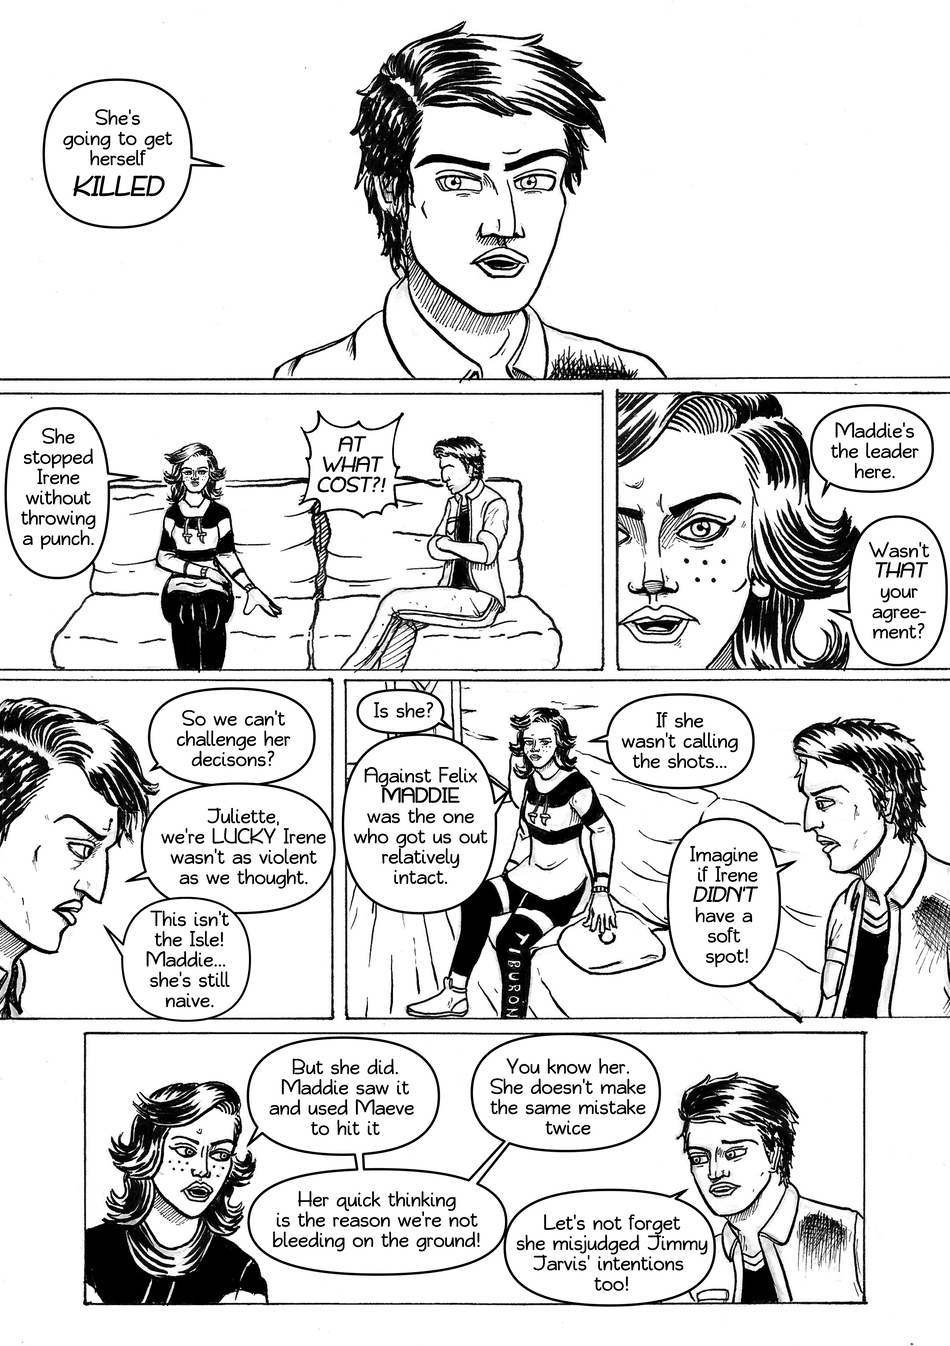 She's
going to get
herself
KILLED
She
stopped
Irene
without
throwing
a punch.
AT
WHAT
COST?!
Maddie's
the leader
here.
Wasn't
THAT
your
agree-
ment?
So we can't
challenge her
decisons?
Juliette,
we're LUCKY Irene
wasn't as violent
as we thought.
This isn't
the Isle!
Maddie...
she's still
naive.
Is she?
Against Felix
MADDIE
was the one
who got us out
relatively
intact.
If she
wasn't calling
the shots...
Imagine
if Irene
DIDN'T
have a
soft
spot!
TIBURÓN
But she did.
Maddie saw it
and used Maeve
to hit it
You know her.
She doesn't make
the same mistake
twice
Her quick thinking
is the reason we're not
bleeding on the ground!
Let's not forget
she misjudged Jimmy
Jarvis' intentions
too!